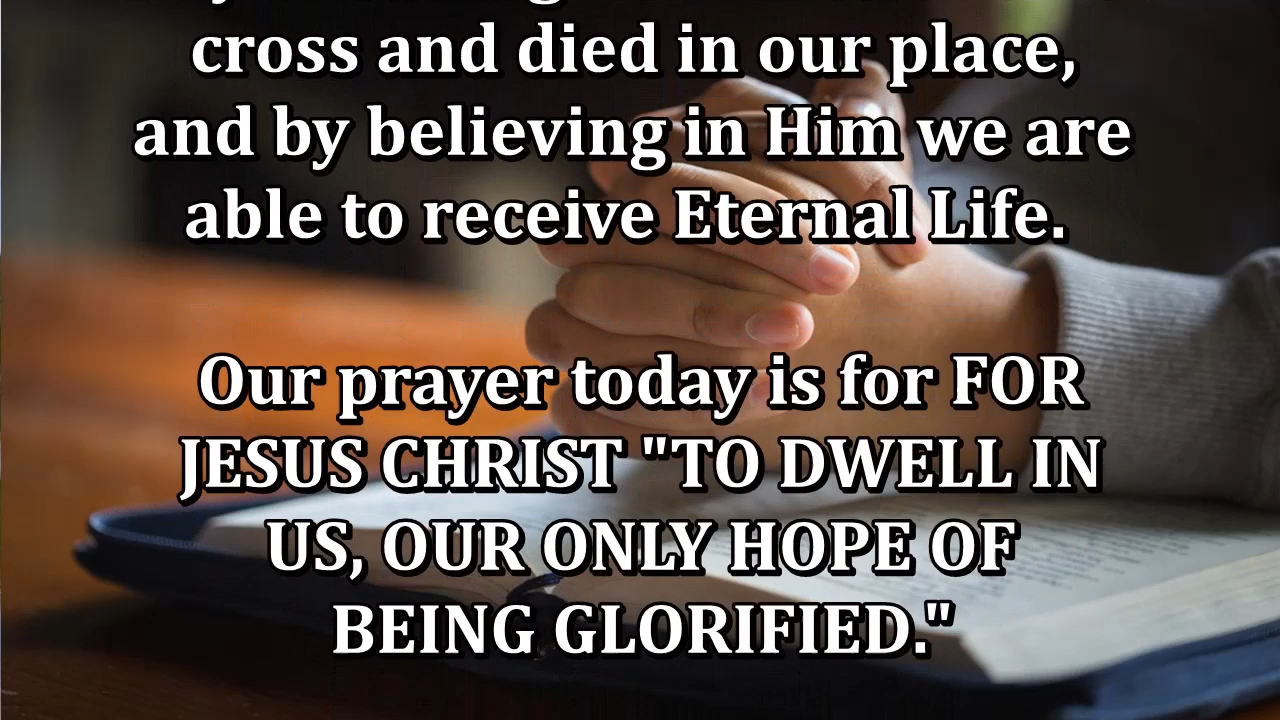 cross and died in our place,
and by believing in Him we are
able to receive Eternal Life.
Our prayer today is for FOR
JESUS CHRIST "TO DWELL IN
US, OUR ONLY HOPE OF
BEING GLORIFIED."